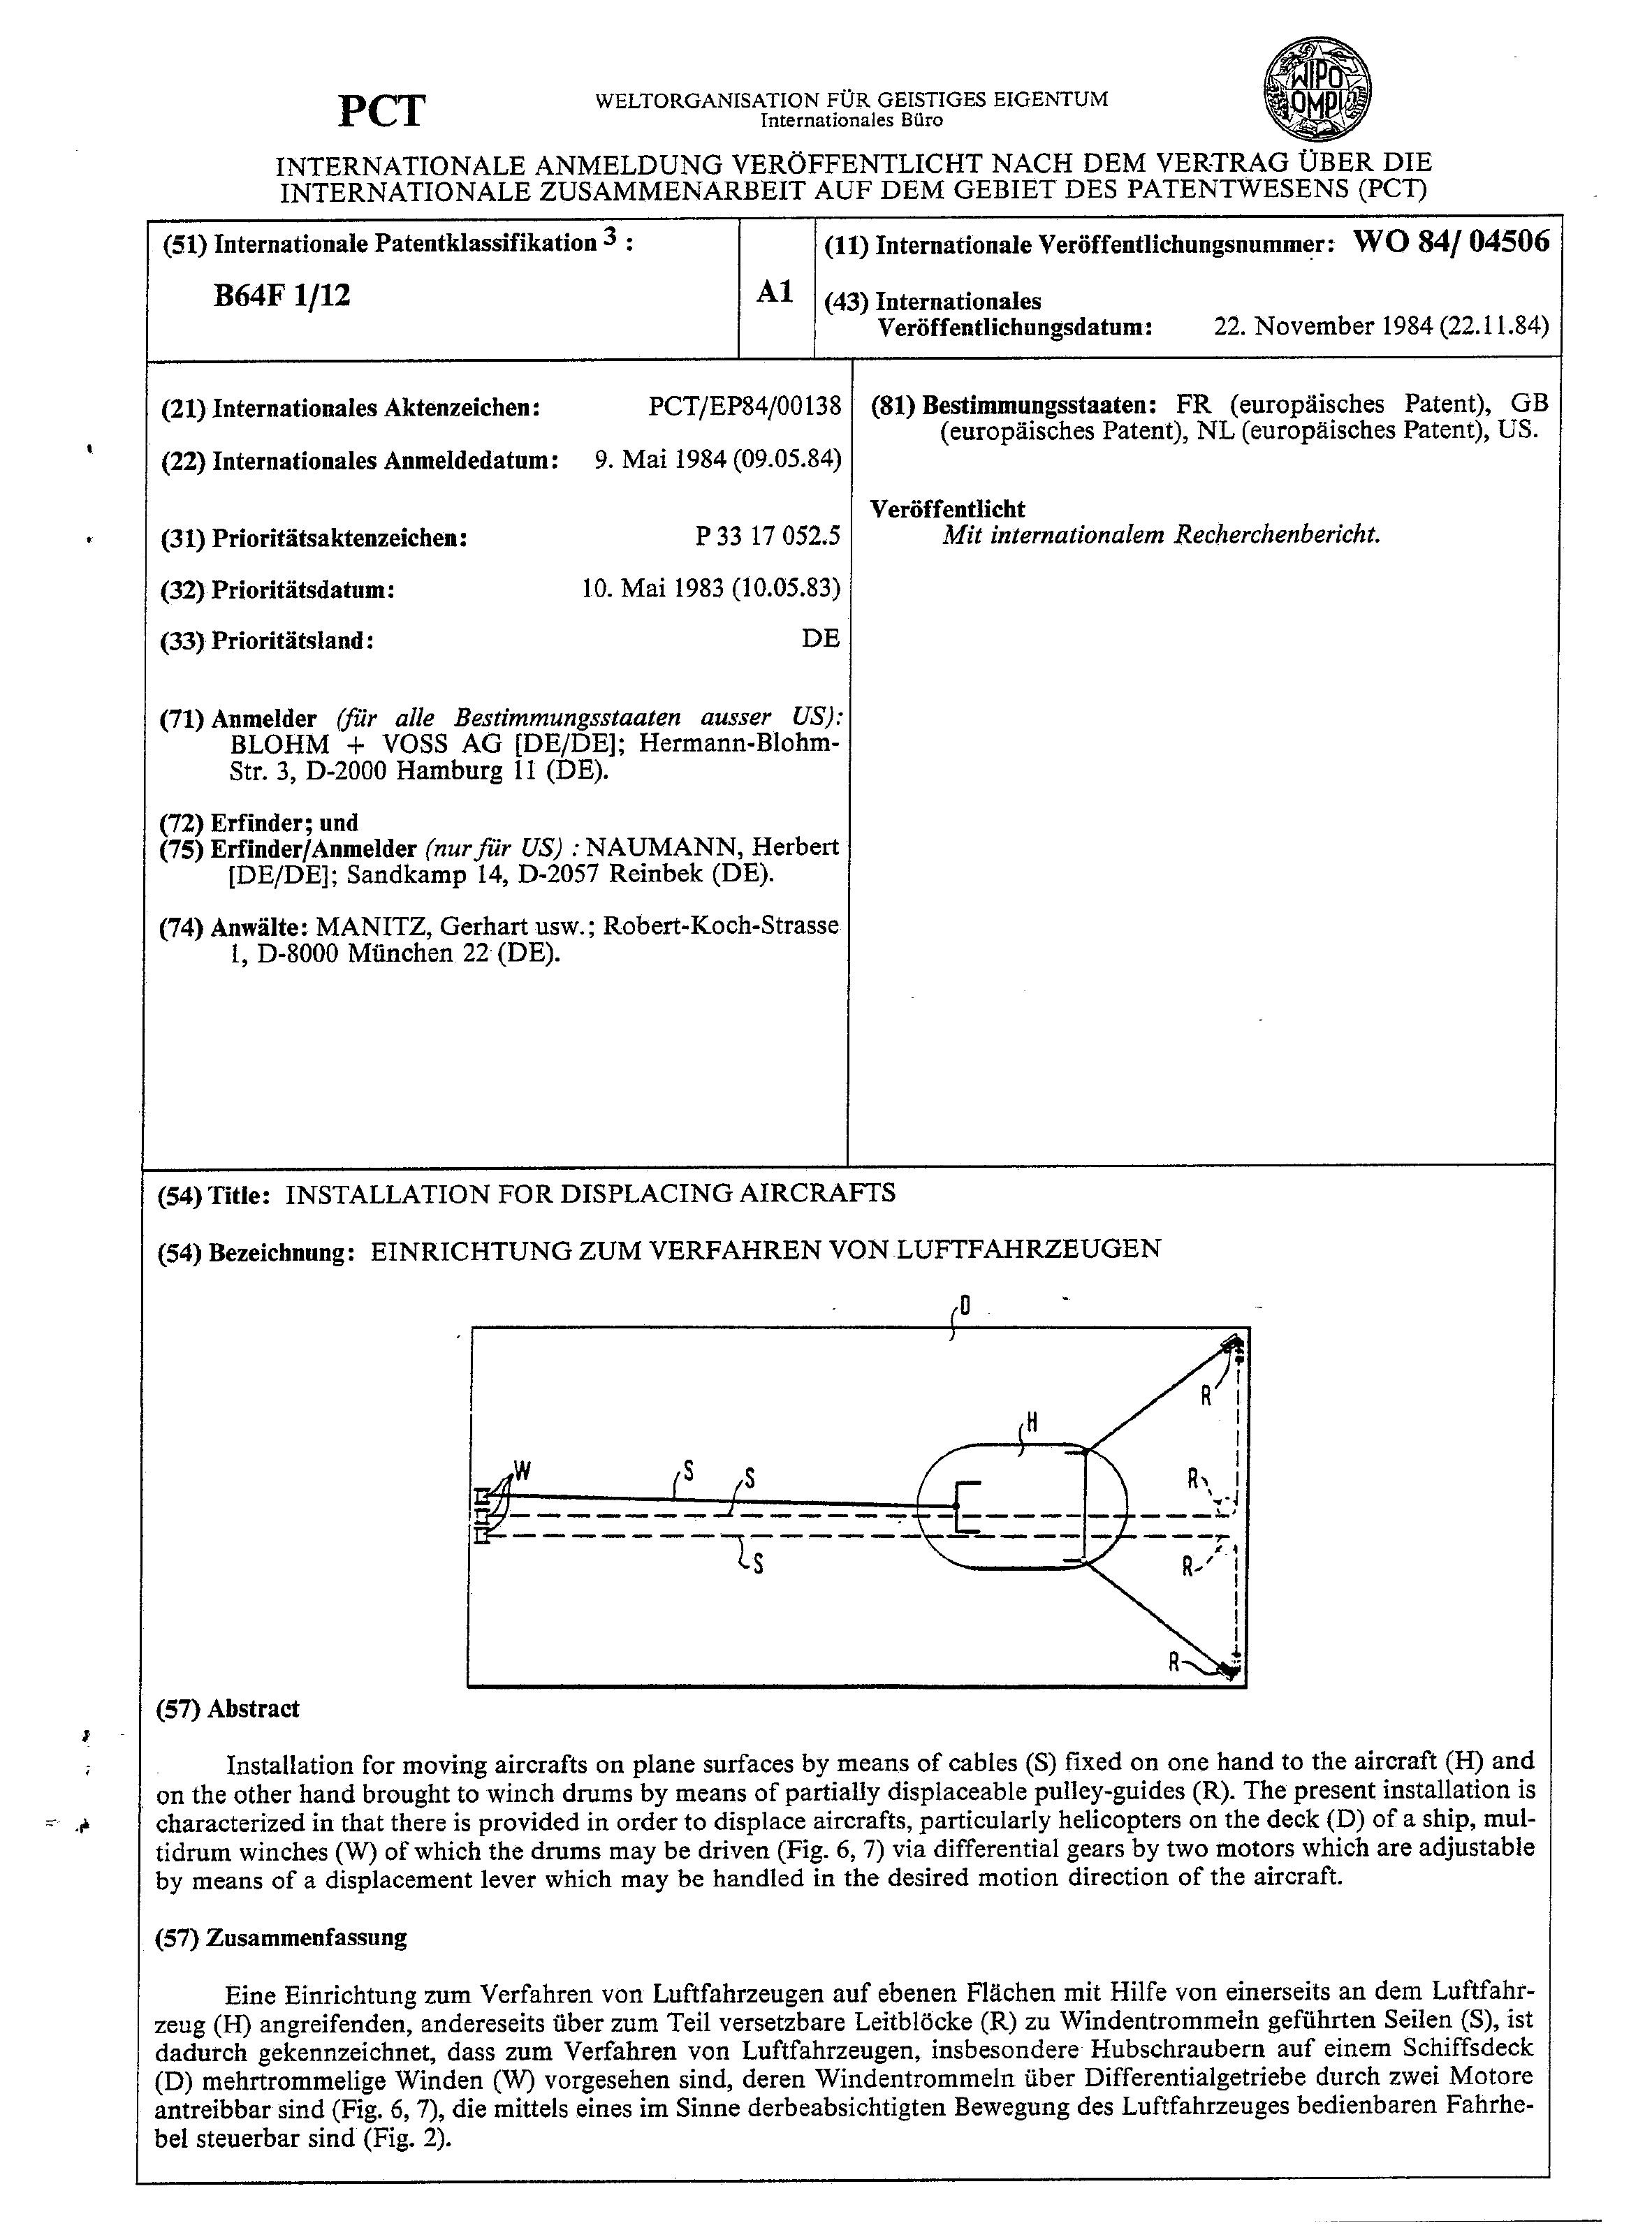 PCT
WELTORGANISATION FÜR GEISTIGES EIGENTUM
Internationales Büro
WIPO
OMPI
INTERNATIONALE ANMELDUNG VERÖFFENTLICHT NACH DEM VERTRAG ÜBER DIE
INTERNATIONALE ZUSAMMENARBEIT AUF DEM GEBIET DES PATENTWESENS (PCT)
(51) Internationale Patentklassifikation 3 :
B64F 1/12
A1
(11) Internationale Veröffentlichungsnummer: WO 84/ 04506
(43) Internationales
Veröffentlichungsdatum: 22. November 1984 (22.11.84)
(21) Internationales Aktenzeichen: PCT/EP84/00138
(22) Internationales Anmeldedatum: 9. Mai 1984 (09.05.84)
(31) Prioritätsaktenzeichen: P 33 17 052.5
(32) Prioritätsdatum: 10. Mai 1983 (10.05.83)
(33) Prioritätsland: DE
(71) Anmelder (für alle Bestimmungsstaaten ausser US):
BLOHM + VOSS AG [DE/DE]; Hermann-Blohm-
Str. 3, D-2000 Hamburg 11 (DE).
(72) Erfinder; und
(75) Erfinder/Anmelder (nur für US) : NAUMANN, Herbert
[DE/DE]; Sandkamp 14, D-2057 Reinbek (DE).
(74) Anwälte: MANITZ, Gerhart usw.; Robert-Koch-Strasse
1, D-8000 München 22 (DE).
(81) Bestimmungsstaaten: FR (europäisches Patent), GB
(europäisches Patent), NL (europäisches Patent), US.
Veröffentlicht
Mit internationalem Recherchenbericht.
(54) Title: INSTALLATION FOR DISPLACING AIRCRAFTS
(54) Bezeichnung: EINRICHTUNG ZUM VERFAHREN VON LUFTFAHRZEUGEN
D
R
H
W
S
S
R
S
R
R
(57) Abstract
Installation for moving aircrafts on plane surfaces by means of cables (S) fixed on one hand to the aircraft (H) and
on the other hand brought to winch drums by means of partially displaceable pulley-guides (R). The present installation is
characterized in that there is provided in order to displace aircrafts, particularly helicopters on the deck (D) of a ship, mul-
tidrum winches (W) of which the drums may be driven (Fig. 6, 7) via differential gears by two motors which are adjustable
by means of a displacement lever which may be handled in the desired motion direction of the aircraft.
(57) Zusammenfassung
Eine Einrichtung zum Verfahren von Luftfahrzeugen auf ebenen Flächen mit Hilfe von einerseits an dem Luftfahr-
zeug (H) angreifenden, andereseits über zum Teil versetzbare Leitblöcke (R) zu Windentrommeln geführten Seilen (S), ist
dadurch gekennzeichnet, dass zum Verfahren von Luftfahrzeugen, insbesondere Hubschraubern auf einem Schiffsdeck
(D) mehrtrommelige Winden (W) vorgesehen sind, deren Windentrommeln über Differentialgetriebe durch zwei Motore
antreibbar sind (Fig. 6, 7), die mittels eines im Sinne derbeabsichtigten Bewegung des Luftfahrzeuges bedienbaren Fahrhe-
bel steuerbar sind (Fig. 2).